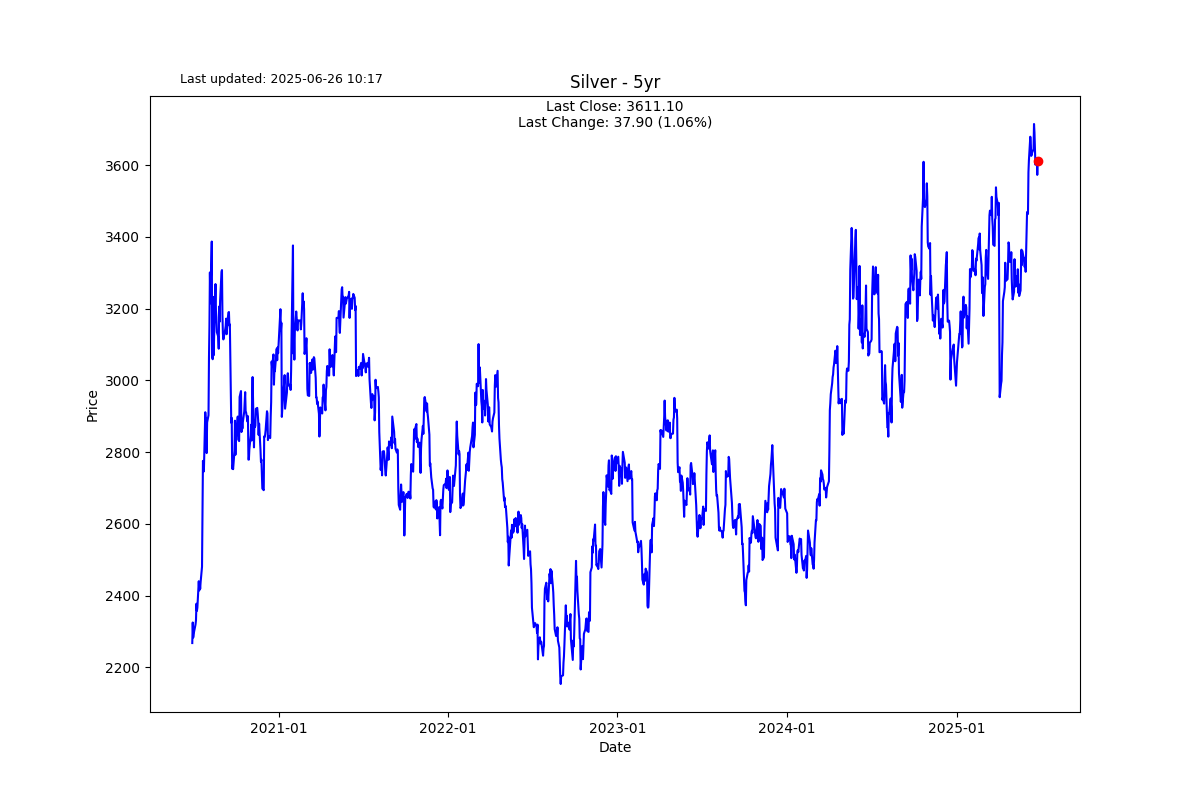 Last updated: 2025-06-26 10:17
Silver - 5yr
Last Close: 3611.10
Last Change: 37.90 (1.06%)
Price
3600
3400
3200
3000
2800
2600
2400
2200
2021-01
2022-01
2023-01
2024-01
2025-01
Date